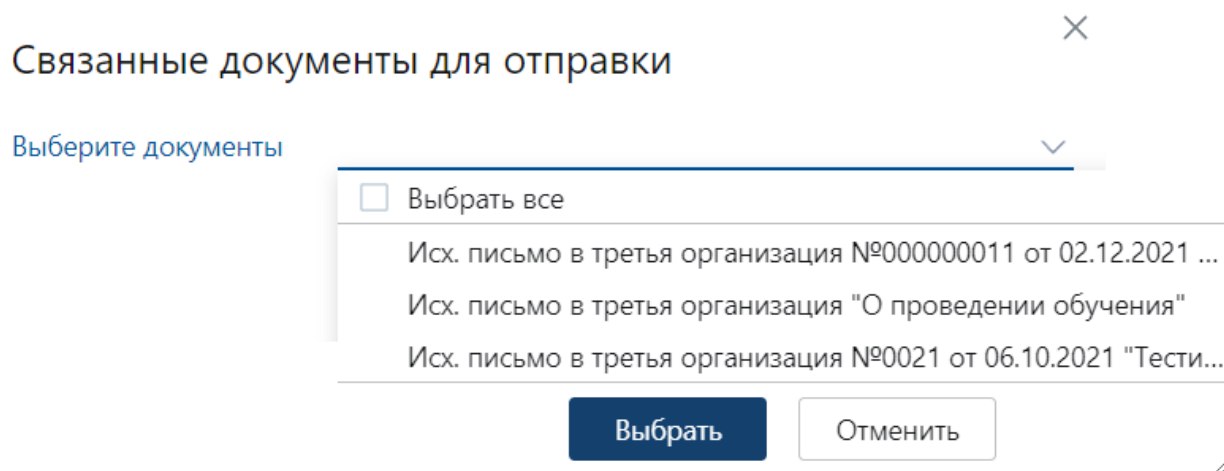 Связанные документы для отправки
Выберите документы
Выбрать все
Исх. письмо в третья организация №000000011 от 02.12.2021 ...
Исх. письмо в третья организация "О проведении обучения"
Исх. письмо в третья организация №0021 от 06.10.2021 "Тести...
Выбрать Отменить